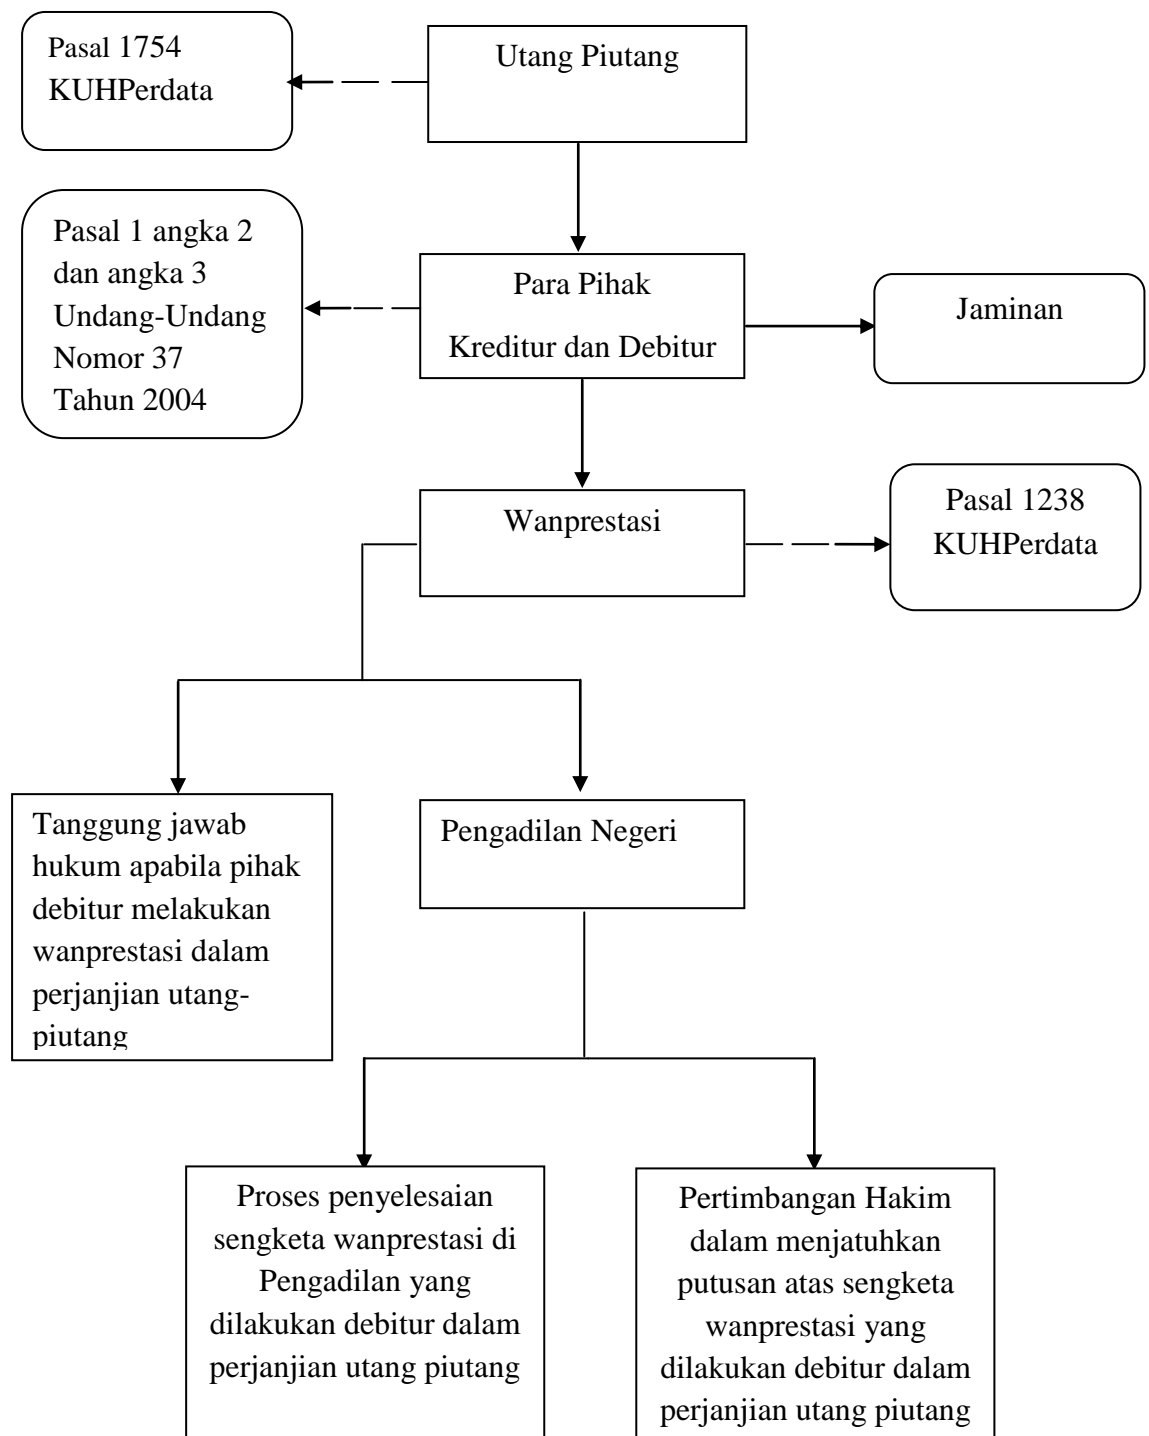 Pasal 1754
KUHPerdata
Utang Piutang
Pasal 1 angka 2
dan angka 3
Undang-Undang
Nomor 37
Tahun 2004
Para Pihak
Kreditur dan Debitur
Jaminan
Wanprestasi
Pasal 1238
KUHPerdata
Tanggung jawab
hukum apabila pihak
debitur melakukan
wanprestasi dalam
perjanjian utang-
piutang
Pengadilan Negeri
Proses penyelesaian
sengketa wanprestasi di
Pengadilan yang
dilakukan debitur dalam
perjanjian utang piutang
Pertimbangan Hakim
dalam menjatuhkan
putusan atas sengketa
wanprestasi yang
dilakukan debitur dalam
perjanjian utang piutang